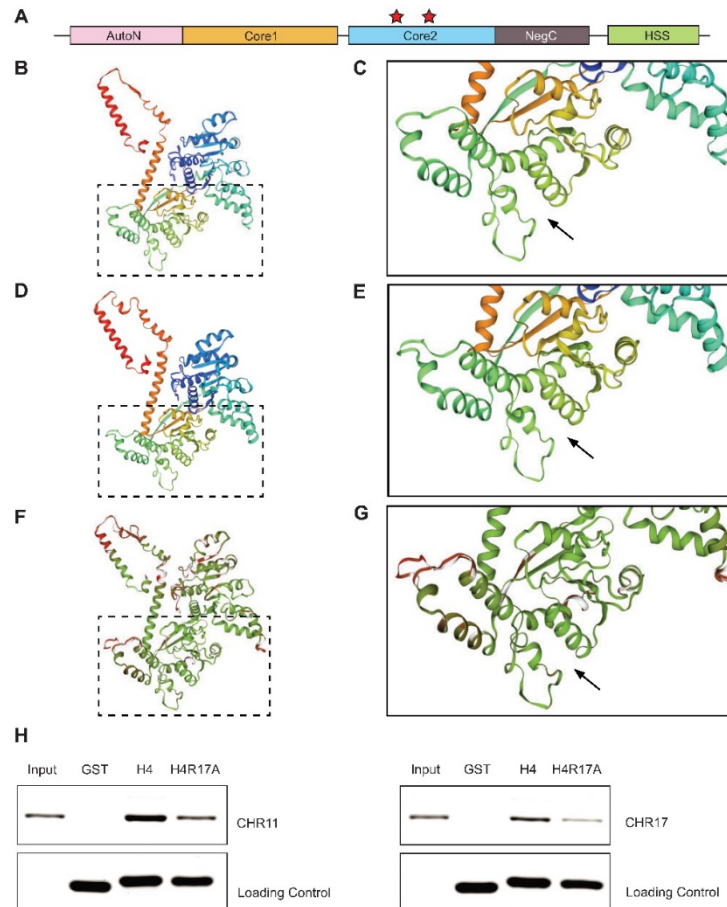 A
AutoN Core1 Core2 NegC HSS
B
C
D
E
F
G
H
Input GST H4 H4R17A
CHR11
Loading Control
Input GST H4 H4R17A
CHR17
Loading Control